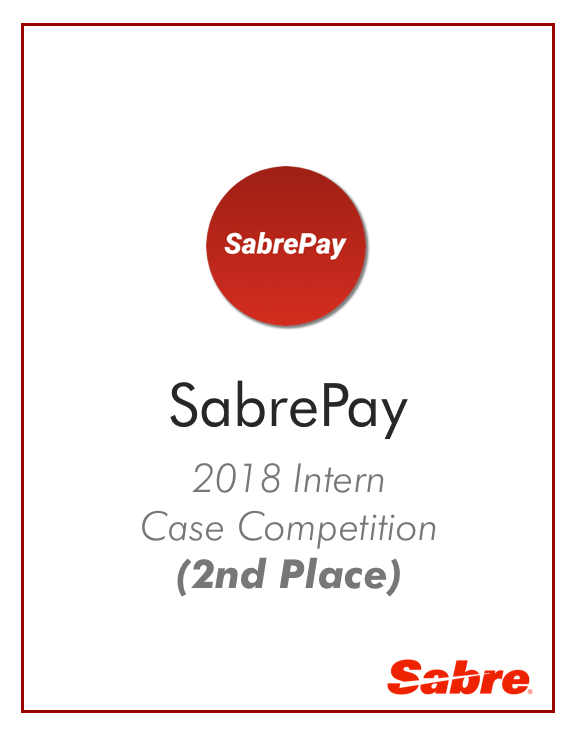 SabrePay
SabrePay
2018 Intern
Case Competition
(2nd Place)
Sabre®